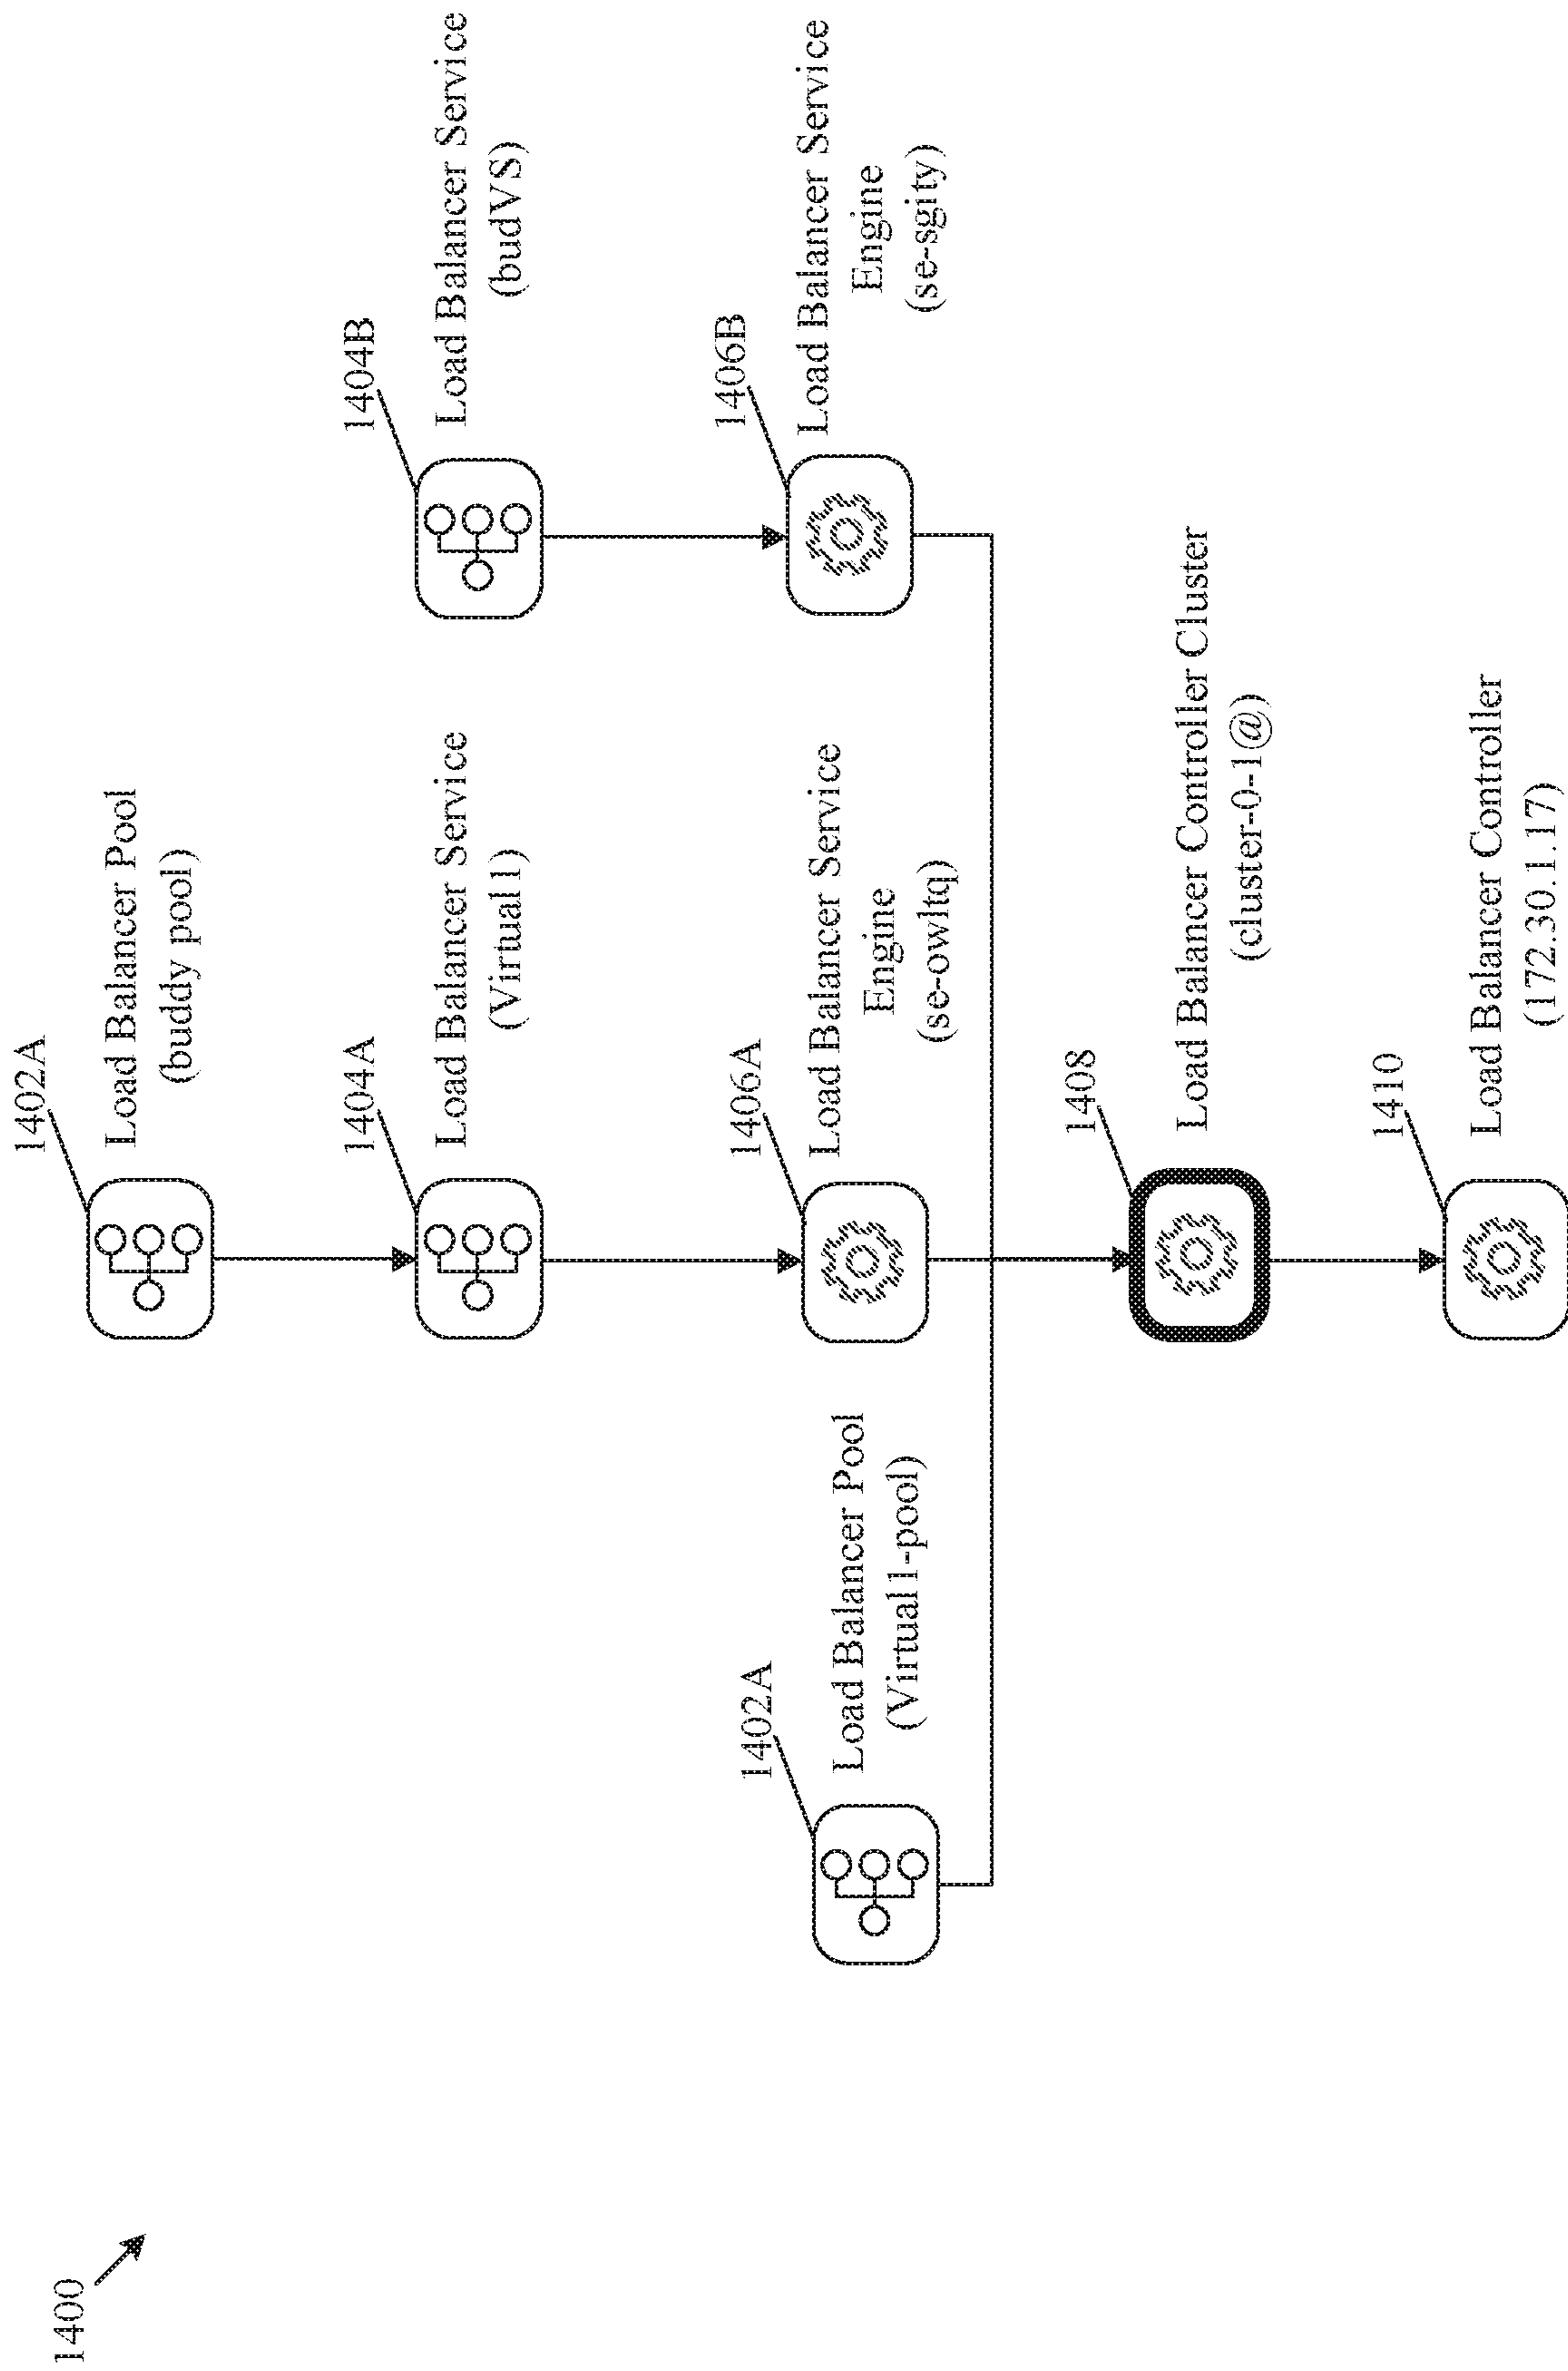 1400
1402A
Load Balancer Pool
(buddy pool)
1404A
Load Balancer Service
(Virtual1)
1404B
Load Balancer Service
(budVS)
1402A
Load Balancer Pool
(Virtual1-pool)
1406A
Load Balancer Service
Engine
(se-owltq)
1406B
Load Balancer Service
Engine
(se-sgity)
1408
Load Balancer Controller Cluster
(cluster-0-1@)
1410
Load Balancer Controller
(172.30.1.17)